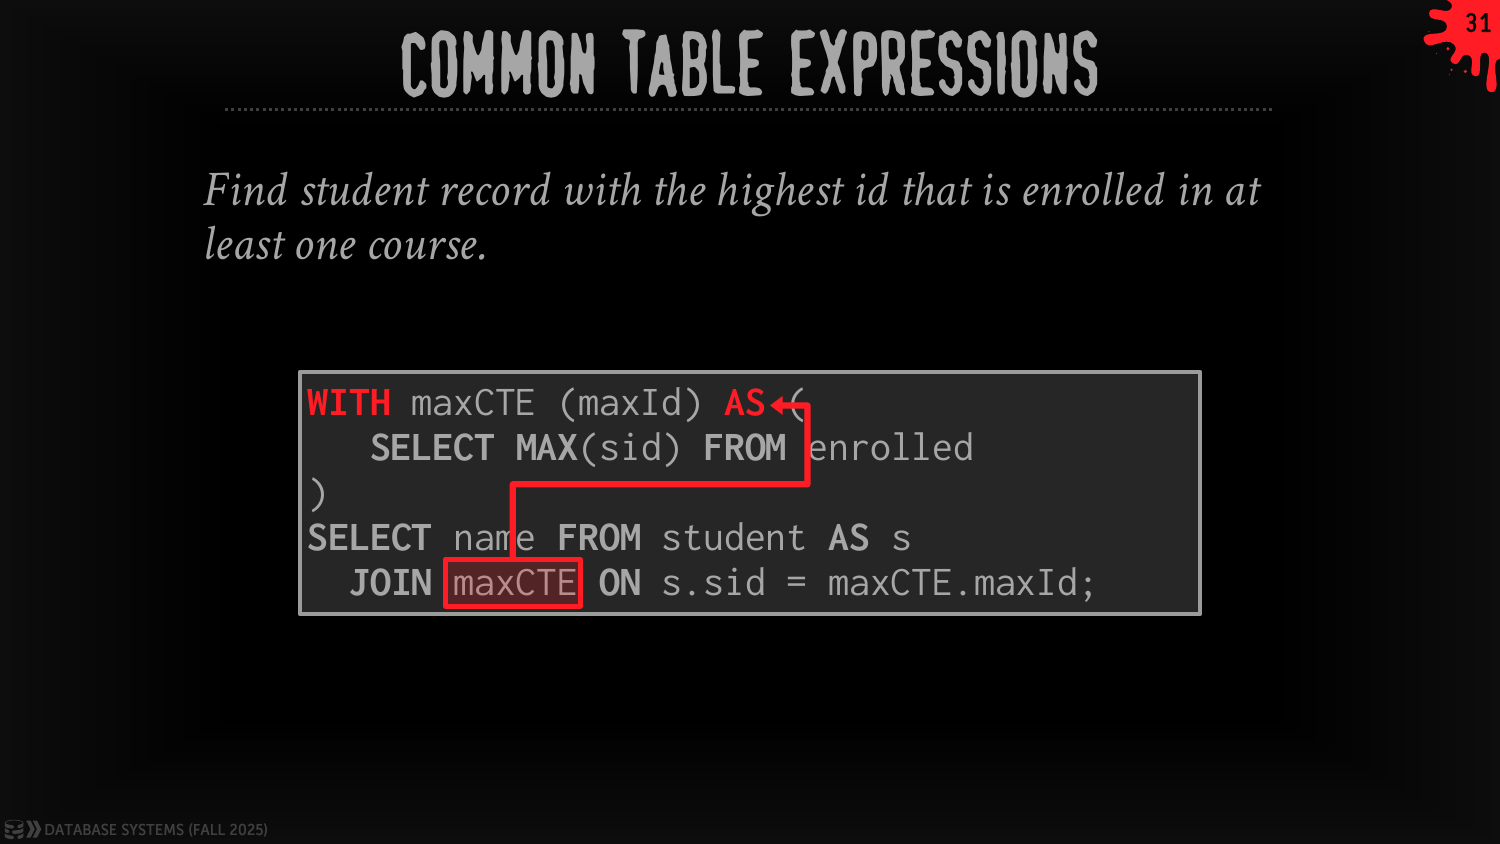 31
COMMON TABLE EXPRESSIONS
Find student record with the highest id that is enrolled in at
least one course.
WITH maxCTE (maxId) AS (
   SELECT MAX(sid) FROM enrolled
)
SELECT name FROM student AS s
  JOIN maxCTE ON s.sid = maxCTE.maxId;
DATABASE SYSTEMS (FALL 2025)